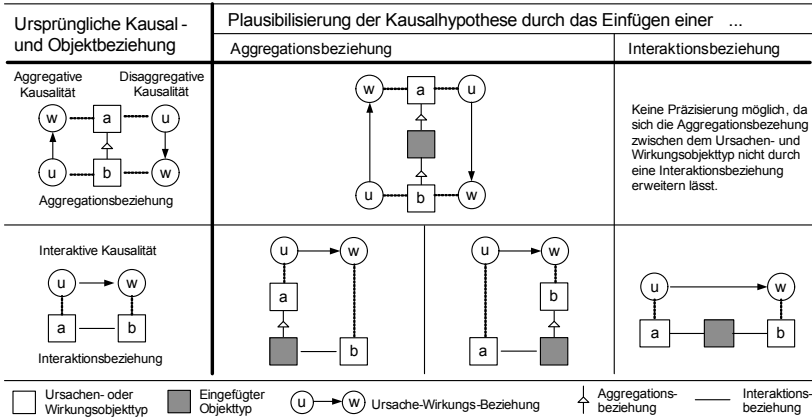 Ursprüngliche Kausal -
und Objektbeziehung
Plausibilisierung der Kausalhypothese durch das Einfügen einer ...
Aggregationsbeziehung
Interaktionsbeziehung
Aggregative
Kausalität
Disaggregative
Kausalität
w
a
u
u
b
w
Aggregationsbeziehung
w
a
u
u
b
w
Keine Präzisierung möglich, da
sich die Aggregationsbezehung
zwischen dem Ursachen- und
Wirkungsobjekttyp nicht durch
eine Interaktionsbeziehung
erweitern lässt.
Interaktive Kausalität
u
w
a
b
Interaktionsbeziehung
u
w
a
b
u
w
b
a
u
w
a
b
Ursachen- oder
Wirkungsobjekttyp
Eingefügter
Objekttyp
u
w
Ursache-Wirkungs-Beziehung
Aggregations-
beziehung
Interaktions-
beziehung